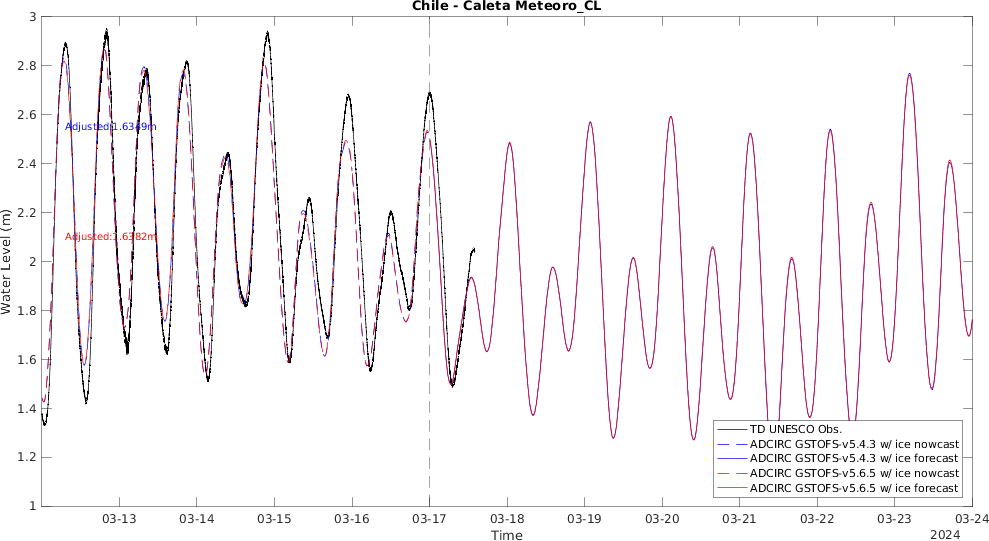 Chile - Caleta Meteoro_CL
3
2.8
2.6
2.4
2.2
2
1.8
1.6
1.4
1.2
1
Water Level (m)
Adjusted:1.6369m
Adjusted:1.6382m
TD UNESCO Obs.
ADCIRC GSTOFS-v5.4.3 w/ ice nowcast
ADCIRC GSTOFS-v5.4.3 w/ ice forecast
ADCIRC GSTOFS-v5.6.5 w/ ice nowcast
ADCIRC GSTOFS-v5.6.5 w/ ice forecast
03-13 03-14 03-15 03-16 03-17 03-18 03-19 03-20 03-21 03-22 03-23 03-24
Time
2024